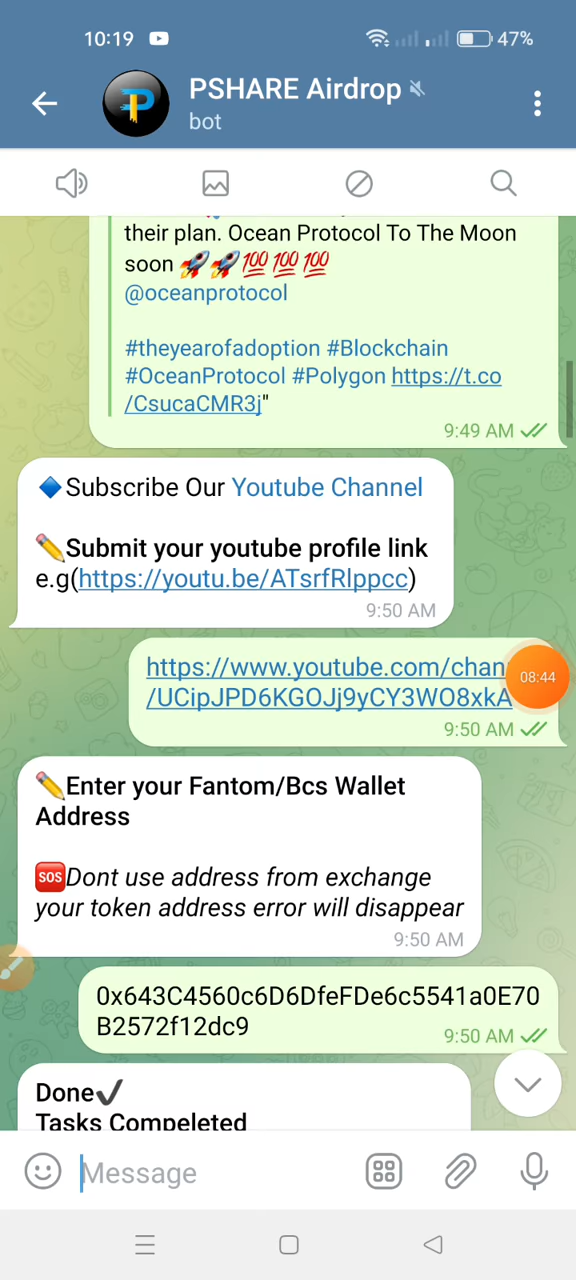 10:19
47%
PSHARE Airdrop
bot
their plan. Ocean Protocol To The Moon
soon 🚀🚀💯💯💯
@oceanprotocol
#theyearofadoption #Blockchain
#OceanProtocol #Polygon https://t.co
/CsucaCMR3j"
9:49 AM
🔷Subscribe Our Youtube Channel
✏️Submit your youtube profile link
e.g(https://youtu.be/ATsrfRlppcc)
9:50 AM
https://www.youtube.com/chan
08:44
/UCipJPD6KGOJj9yCY3WO8xkA
9:50 AM
✏️Enter your Fantom/Bcs Wallet
Address
🆘Dont use address from exchange
your token address error will disappear
9:50 AM
0x643C4560c6D6DfeFDe6c5541a0E70
B2572f12dc9
9:50 AM
Done✔️
Tasks Compeleted
Message